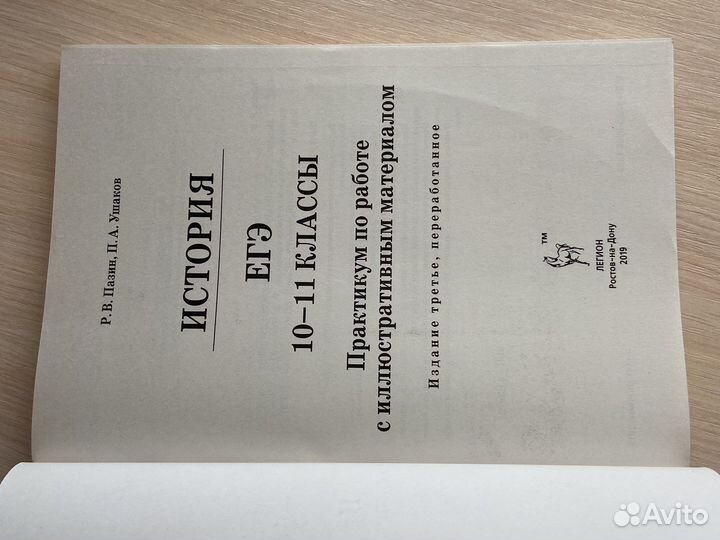 Р. В. Пазин, П. А. Ушаков
ИСТОРИЯ
ЕГЭ
10–11 КЛАССЫ
Практикум по работе
с иллюстративным материалом
Издание третье, переработанное
TM
ЛЕГИОН
Ростов-на-Дону
2019
Avito